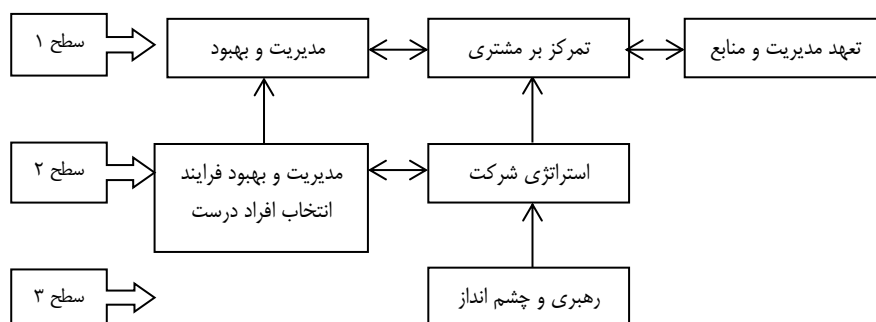 سطح ۱
مدیریت و بهبود
تمرکز بر مشتری
تعهد مدیریت و منابع
سطح ۲
مدیریت و بهبود فرایند
انتخاب افراد درست
استراتژی شرکت
سطح ۳
رهبری و چشم انداز